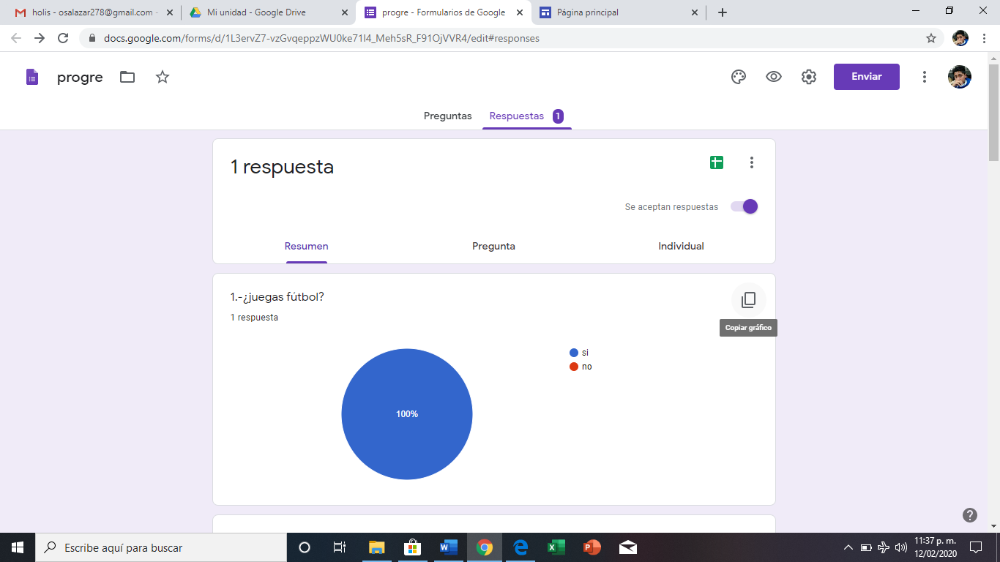 holis - osalazar278@gmail.com -
Mi unidad - Google Drive
progre - Formularios de Google
Página principal
docs.google.com/forms/d/1L3ervZ7-vzGvqeppzWU0ke71l4_Meh5sR_F91OjVVR4/edit#responses
progre
Enviar
Preguntas
Respuestas 1
1 respuesta
Se aceptan respuestas
Resumen
Pregunta
Individual
1.-¿juegas fútbol?
1 respuesta
Copiar gráfico
si
no
100%
Escribe aquí para buscar
11:37 p. m.
12/02/2020